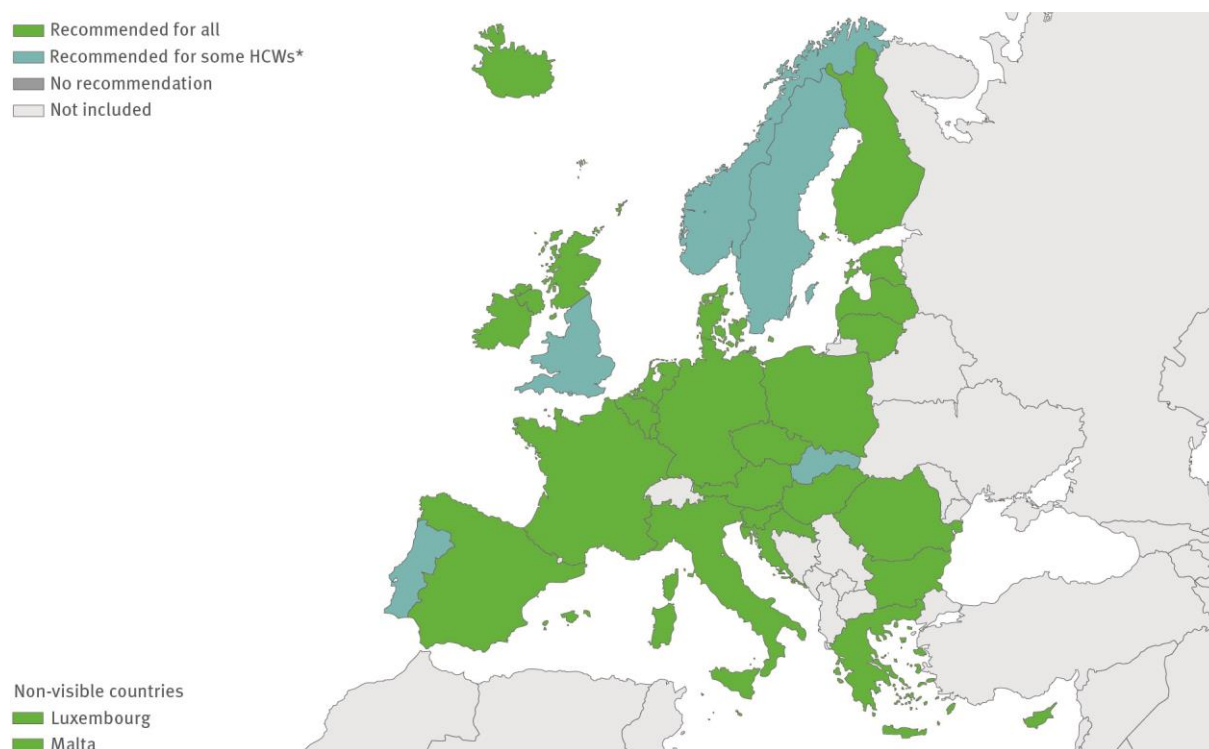 Recommended for all
Recommended for some HCWs*
No recommendation
Not included
Non-visible countries
Luxembourg
Malta